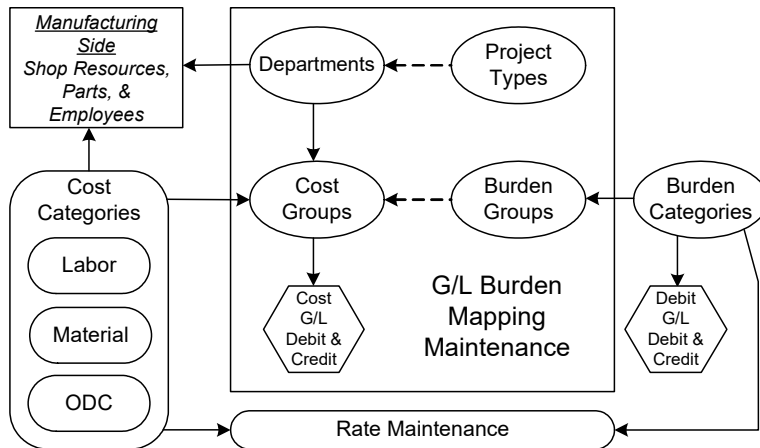 Manufacturing
Side
Shop Resources,
Parts, &
Employees
Departments
Project
Types
Cost
Categories
Labor
Material
ODC
Cost
Groups
Burden
Groups
Burden
Categories
Cost
G/L
Debit &
Credit
G/L Burden
Mapping
Maintenance
Debit
G/L
Debit &
Credit
Rate Maintenance